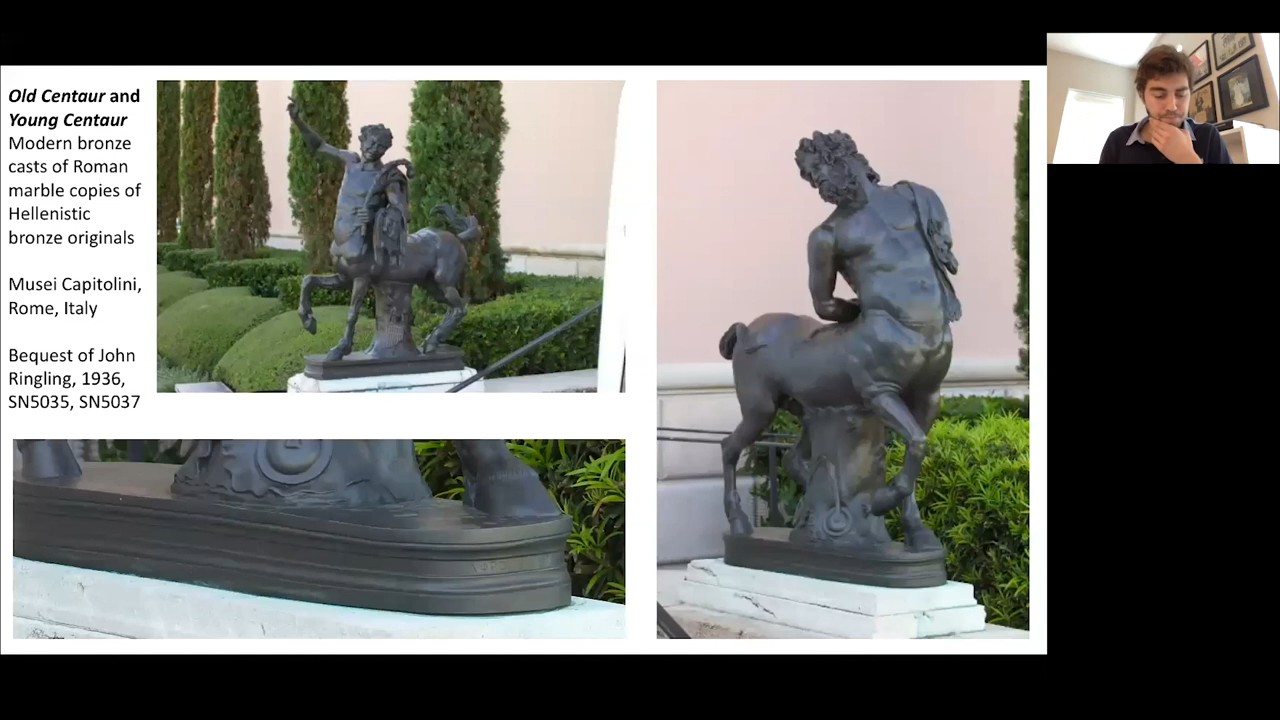 Old Centaur and
Young Centaur
Modern bronze
casts of Roman
marble copies of
Hellenistic
bronze originals
Musei Capitolini,
Rome, Italy
Bequest of John
Ringling, 1936,
SN5035, SN5037